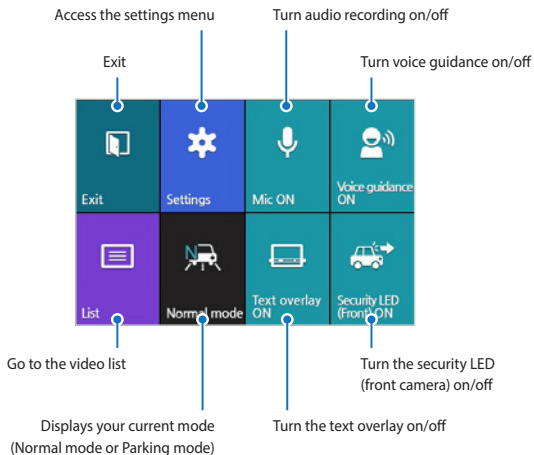 Access the settings menu
Turn audio recording on/off
Exit
Turn voice guidance on/off
Exit
Settings
Mic ON
Voice guidance
ON
List
N
Normal mode
Text overlay
ON
Security LED
(Front) ON
Go to the video list
Turn the security LED
(front camera) on/off
Displays your current mode
(Normal mode or Parking mode)
Turn the text overlay on/off